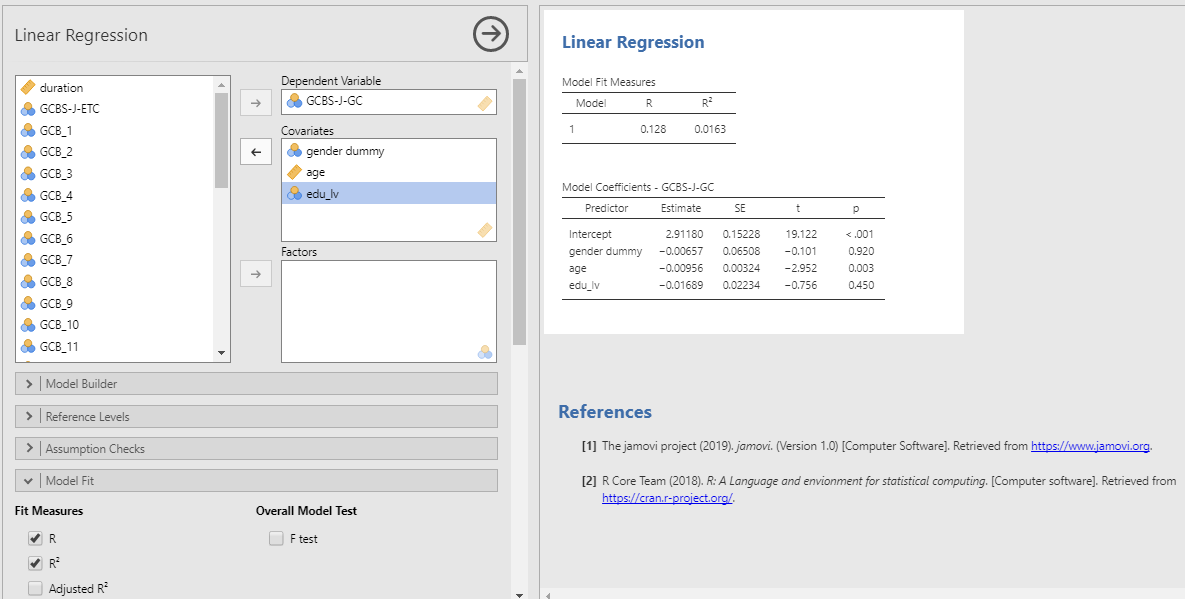 Linear Regression
duration
GCBS-J-ETC
GCB_1
GCB_2
GCB_3
GCB_4
GCB_5
GCB_6
GCB_7
GCB_8
GCB_9
GCB_10
GCB_11
Dependent Variable
GCBS-J-GC
Covariates
gender dummy
age
edu_lv
Factors
Model Builder
Reference Levels
Assumption Checks
Model Fit
Fit Measures
R
R²
Adjusted R²
Overall Model Test
F test
Linear Regression
Model Fit Measures
Model R R²
1 0.128 0.0163
Model Coefficients - GCBS-J-GC
Predictor Estimate SE t p
Intercept 2.91180 0.15228 19.122 < .001
gender dummy −0.00657 0.06508 −0.101 0.920
age −0.00956 0.00324 −2.952 0.003
edu_lv −0.01689 0.02234 −0.756 0.450
References
[1] The jamovi project (2019). jamovi. (Version 1.0) [Computer Software]. Retrieved from https://www.jamovi.org.
[2] R Core Team (2018). R: A Language and envionment for statistical computing. [Computer software]. Retrieved from
https://cran.r-project.org/.